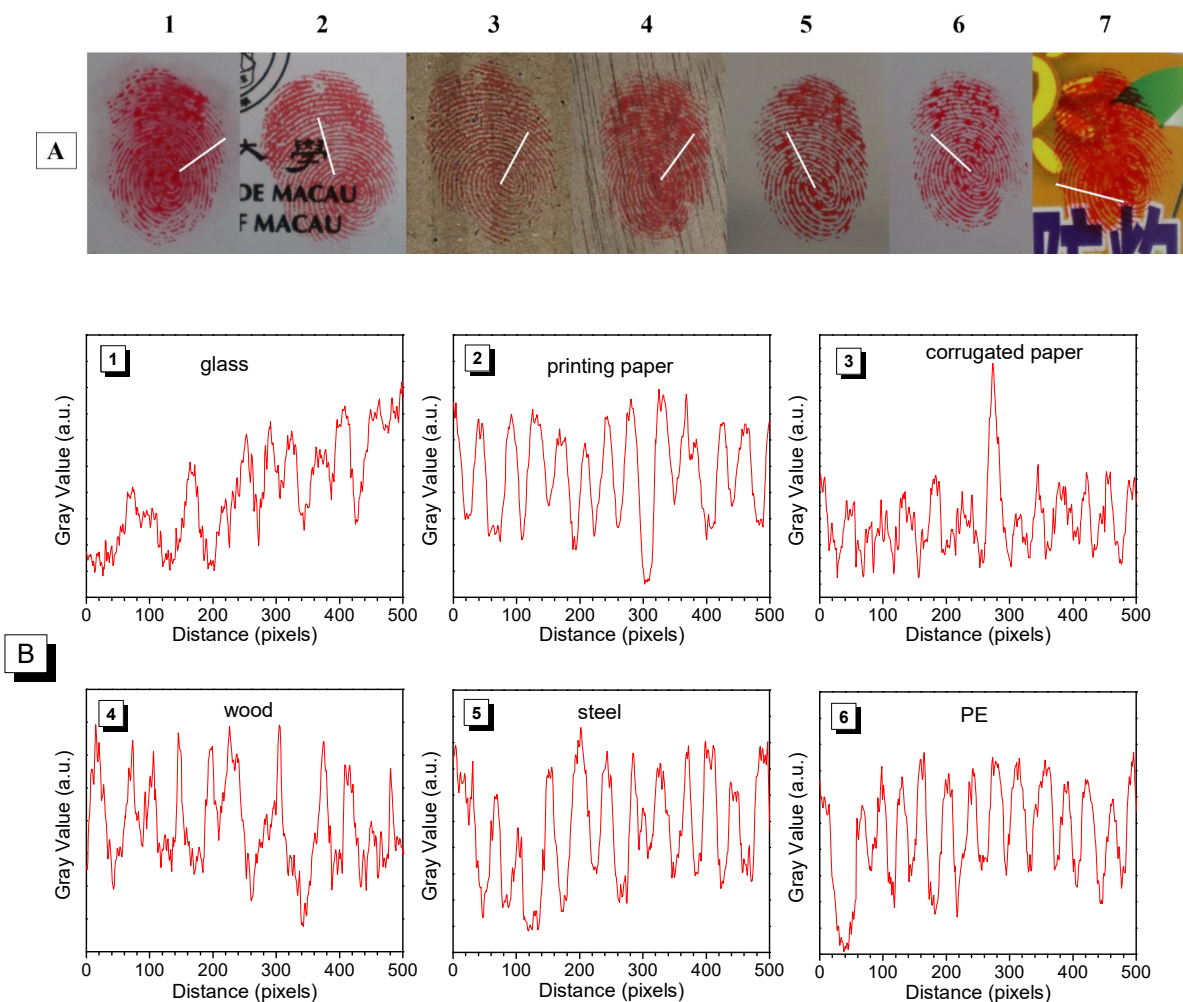 1 2 3 4 5 6 7
A
大 學
DE MACAU
F MACAU
1
glass
Gray Value (a.u.)
0 100 200 300 400 500
Distance (pixels)
2
printing paper
Gray Value (a.u.)
0 100 200 300 400 500
Distance (pixels)
3
corrugated paper
Gray Value (a.u.)
0 100 200 300 400 500
Distance (pixels)
B
4
wood
Gray Value (a.u.)
0 100 200 300 400 500
Distance (pixels)
5
steel
Gray Value (a.u.)
0 100 200 300 400 500
Distance (pixels)
6
PE
Gray Value (a.u.)
0 100 200 300 400 500
Distance (pixels)